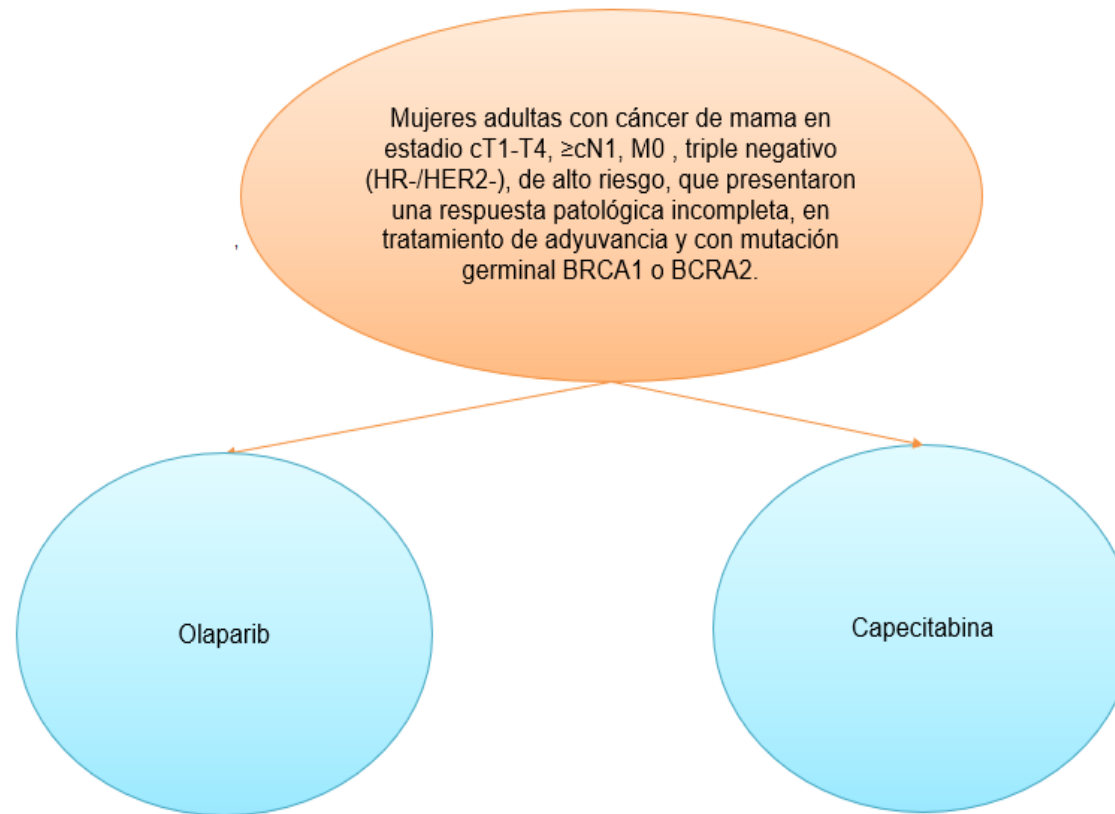 Mujeres adultas con cáncer de mama en
estadio cT1-T4, ≥cN1, M0 , triple negativo
(HR-/HER2-), de alto riesgo, que presentaron
una respuesta patológica incompleta, en
tratamiento de adyuvancia y con mutación
germinal BRCA1 o BCRA2.
,
Olaparib
Capecitabina